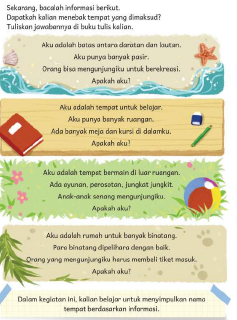 Sekarang, bacalah informasi berikut.
Dapatkah kalian menebak tempat yang dimaksud?
Tuliskan jawabannya di buku tulis kalian.
Aku adalah batas antara daratan dan lautan.
Aku punya banyak pasir.
Orang bisa mengunjungiku untuk berekreasi.
Apakah aku?
Aku adalah tempat untuk belajar.
Aku punya banyak ruangan.
Ada banyak meja dan kursi di dalamku.
Apakah aku?
Aku adalah tempat bermain di luar ruangan.
Ada ayunan, perosotan, jungkat jungkit.
Anak-anak senang mengunjungiku.
Apakah aku?
Aku adalah rumah untuk banyak binatang.
Para binatang dipelihara dengan baik.
Orang yang mengunjungiku harus membeli tiket masuk.
Apakah aku?
Dalam kegiatan ini, kalian belajar untuk menyimpulkan nama
tempat berdasarkan informasi.